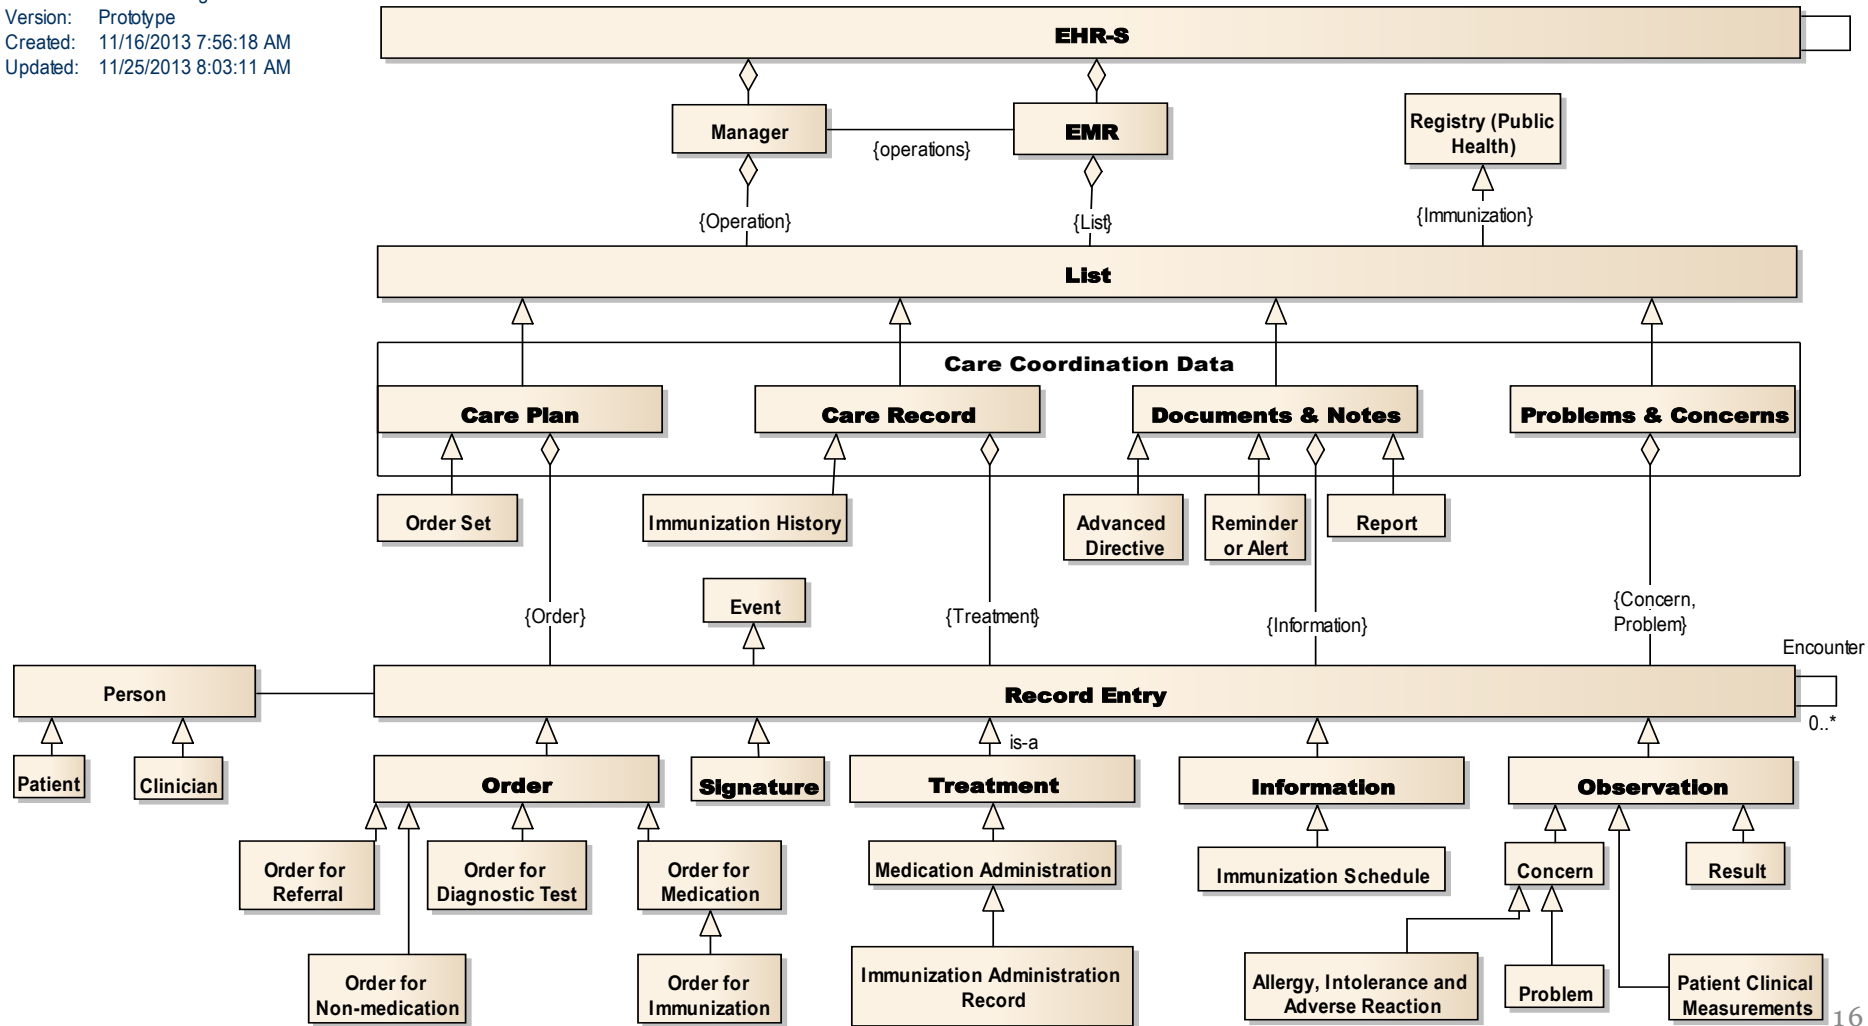 Version: Prototype
Created: 11/16/2013 7:56:18 AM
Updated: 11/25/2013 8:03:11 AM
EHR-S
Manager
{operations}
EMR
Registry (Public
Health)
{Operation}
{List}
{Immunization}
List
Care Coordination Data
Care Plan
Care Record
Documents & Notes
Problems & Concerns
Order Set
Immunization History
Advanced
Directive
Reminder
or Alert
Report
Event
{Order}
{Treatment}
{Information}
{Concern,
Problem}
Encounter
Person
Record Entry
0..*
is-a
Patient
Clinician
Order
Signature
Treatment
Information
Observation
Order for
Referral
Order for
Diagnostic Test
Order for
Medication
Medication Administration
Immunization Schedule
Concern
Result
Order for
Non-medication
Order for
Immunization
Immunization Administration
Record
Allergy, Intolerance and
Adverse Reaction
Problem
Patient Clinical
Measurements
16